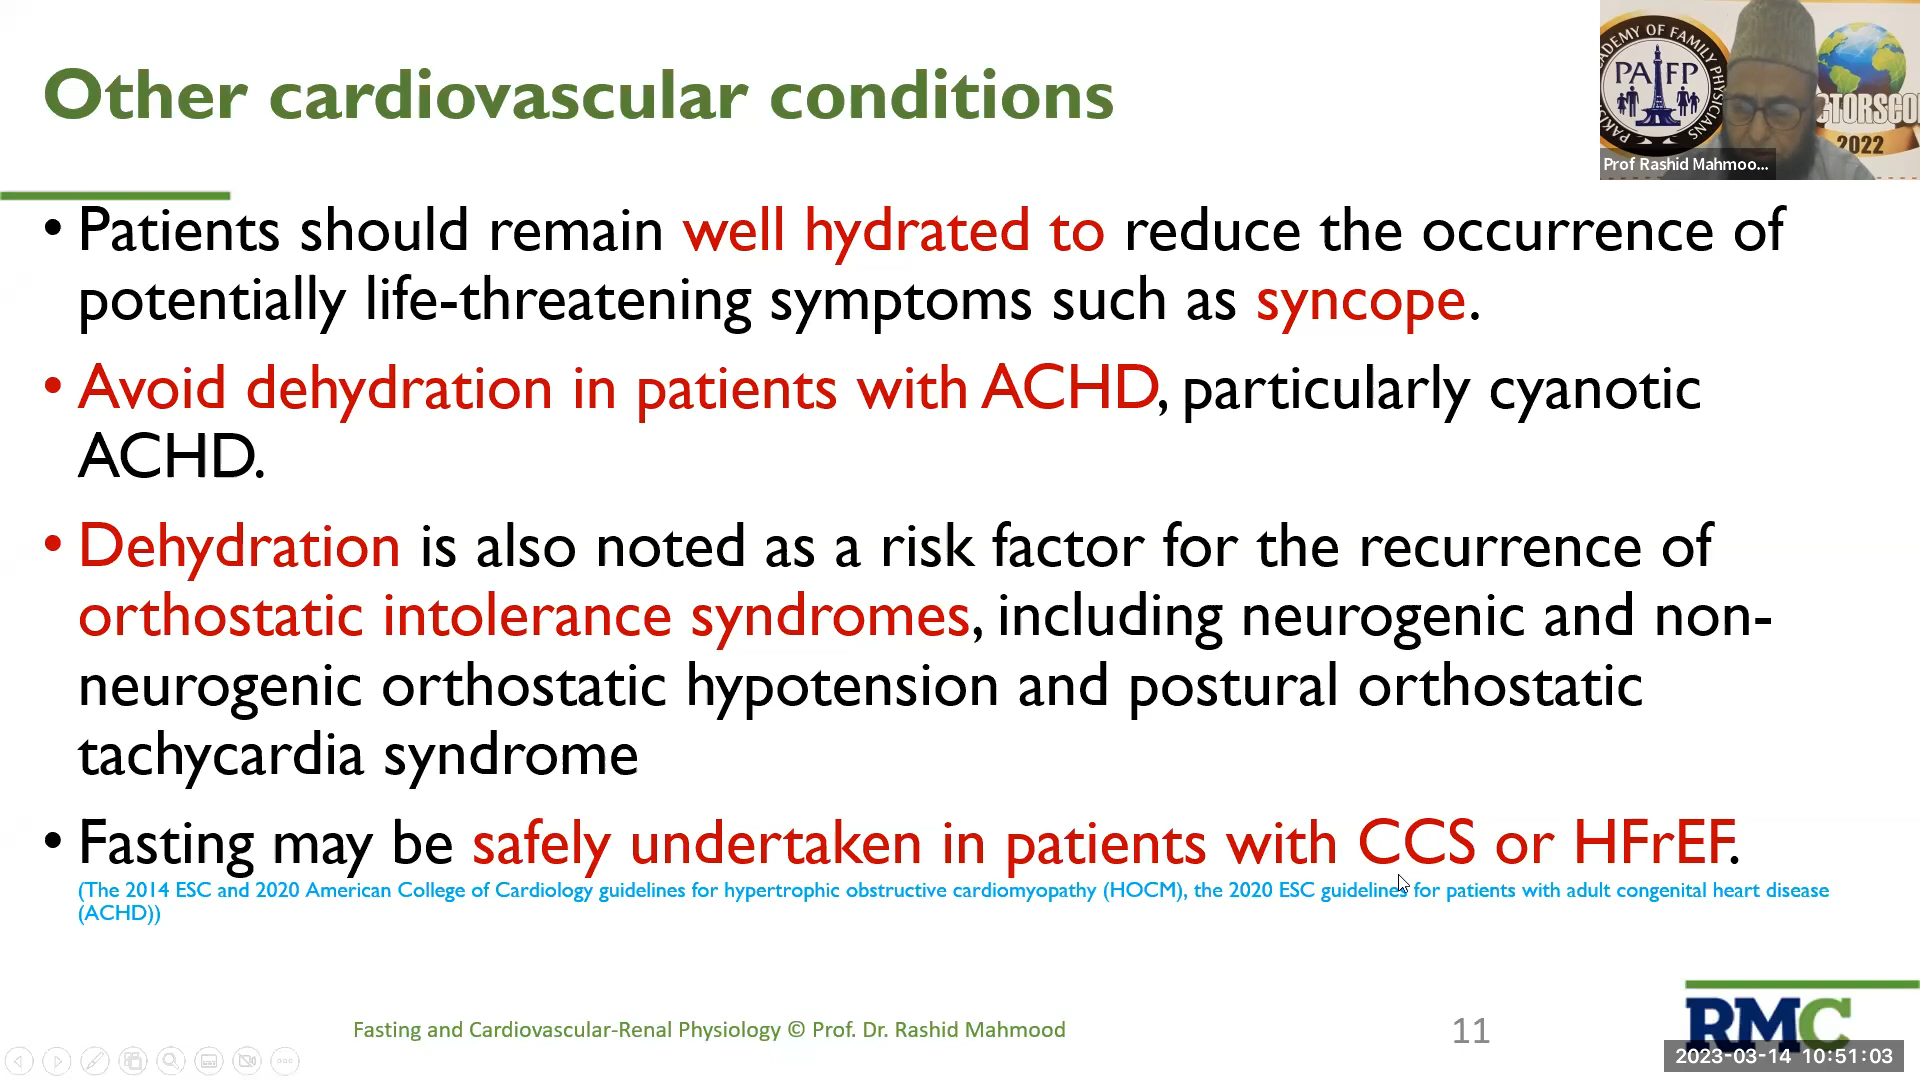 Other cardiovascular conditions
PAFP
CTORSCO
2022
Prof Rashid Mahmoo...
• Patients should remain well hydrated to reduce the occurrence of
potentially life-threatening symptoms such as syncope.
• Avoid dehydration in patients with ACHD, particularly cyanotic
ACHD.
• Dehydration is also noted as a risk factor for the recurrence of
orthostatic intolerance syndromes, including neurogenic and non-
neurogenic orthostatic hypotension and postural orthostatic
tachycardia syndrome
• Fasting may be safely undertaken in patients with CCS or HFrEF.
(The 2014 ESC and 2020 American College of Cardiology guidelines for hypertrophic obstructive cardiomyopathy (HOCM), the 2020 ESC guidelines for patients with adult congenital heart disease
(ACHD))
Fasting and Cardiovascular-Renal Physiology © Prof. Dr. Rashid Mahmood
11
RMC
2023-03-14 10:51:03